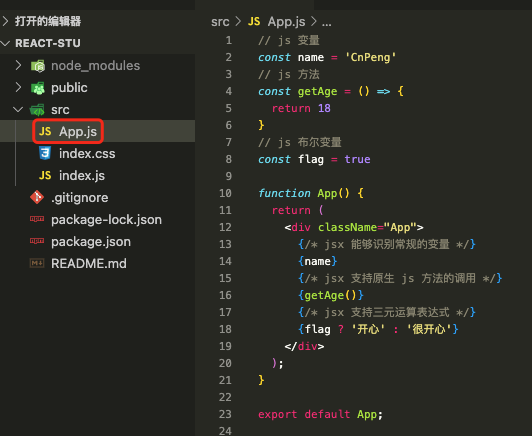 打开的编辑器
REACT-STU
node_modules
public
src
JS App.js
index.css
JS index.js
.gitignore
package-lock.json
package.json
README.md
src > JS App.js > ...
1 // js 变量
2 const name = 'CnPeng'
3 // js 方法
4 const getAge = () => {
5 return 18
6 }
7 // js 布尔变量
8 const flag = true
9
10 function App() {
11 return (
12 <div className="App">
13 {/* jsx 能够识别常规的变量 */}
14 {name}
15 {/* jsx 支持原生 js 方法的调用 */}
16 {getAge()}
17 {/* jsx 支持三元运算表达式 */}
18 {flag ? '开心' : '很开心'}
19 </div>
20 );
21 }
22
23 export default App;
24